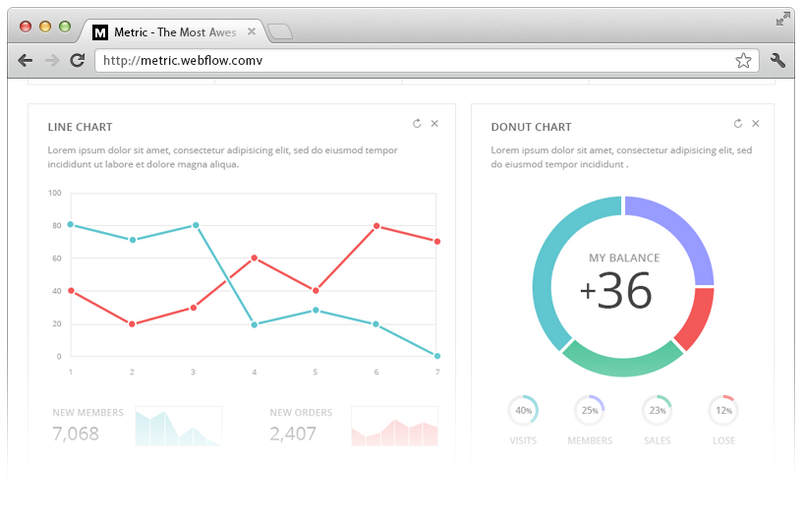 M Metric - The Most Awes
http://metric.webflow.comv
LINE CHART
Lorem ipsum dolor sit amet, consectetur adipisicing elit, sed do eiusmod tempor
incididunt ut labore et dolore magna aliqua.
100
80
60
40
20
0
1 2 3 4 5 6 7
NEW MEMBERS
7,068
NEW ORDERS
2,407
DONUT CHART
Lorem ipsum dolor sit amet, consectetur adipisicing elit, sed
do eiusmod tempor incididunt .
MY BALANCE
+36
40% 25% 23% 12%
VISITS MEMBERS SALES LOSE